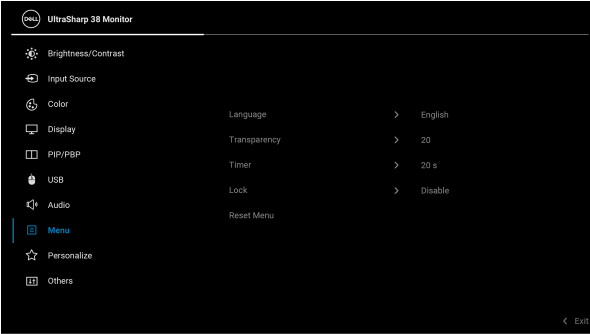 DELL UltraSharp 38 Monitor
Brightness/Contrast
Input Source
Color
Display
PIP/PBP
USB
Audio
Menu
Personalize
Others
Language > English
Transparency > 20
Timer > 20 s
Lock > Disable
Reset Menu
< Exit